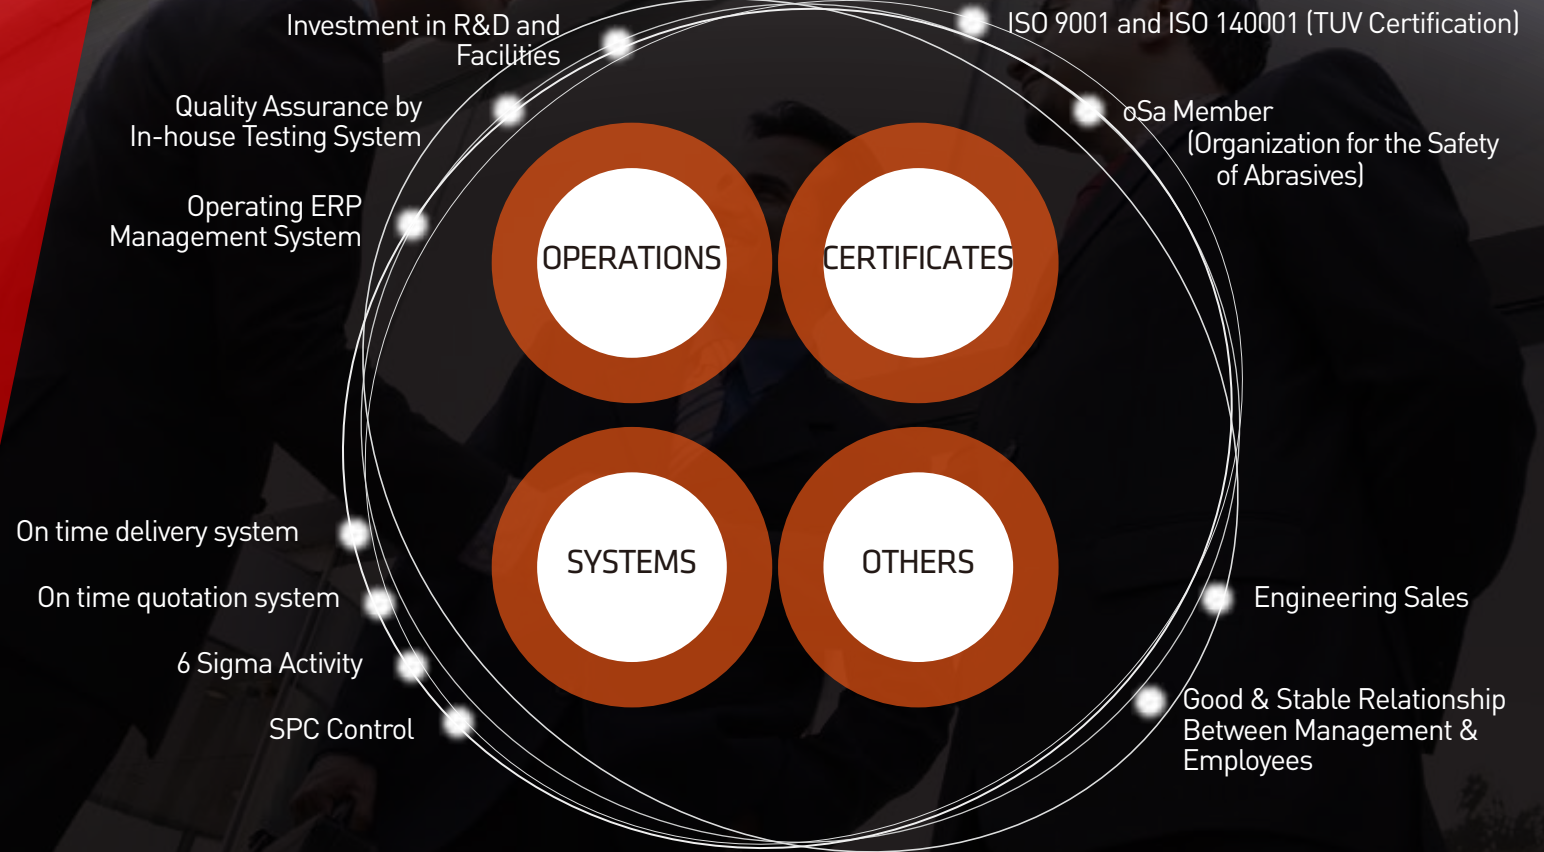 Investment in R&D and
Facilities
Quality Assurance by
In-house Testing System
Operating ERP
Management System
ISO 9001 and ISO 140001 (TUV Certification)
oSa Member
(Organization for the Safety
of Abrasives)
OPERATIONS
CERTIFICATES
SYSTEMS
OTHERS
On time delivery system
On time quotation system
6 Sigma Activity
SPC Control
Engineering Sales
Good & Stable Relationship
Between Management &
Employees